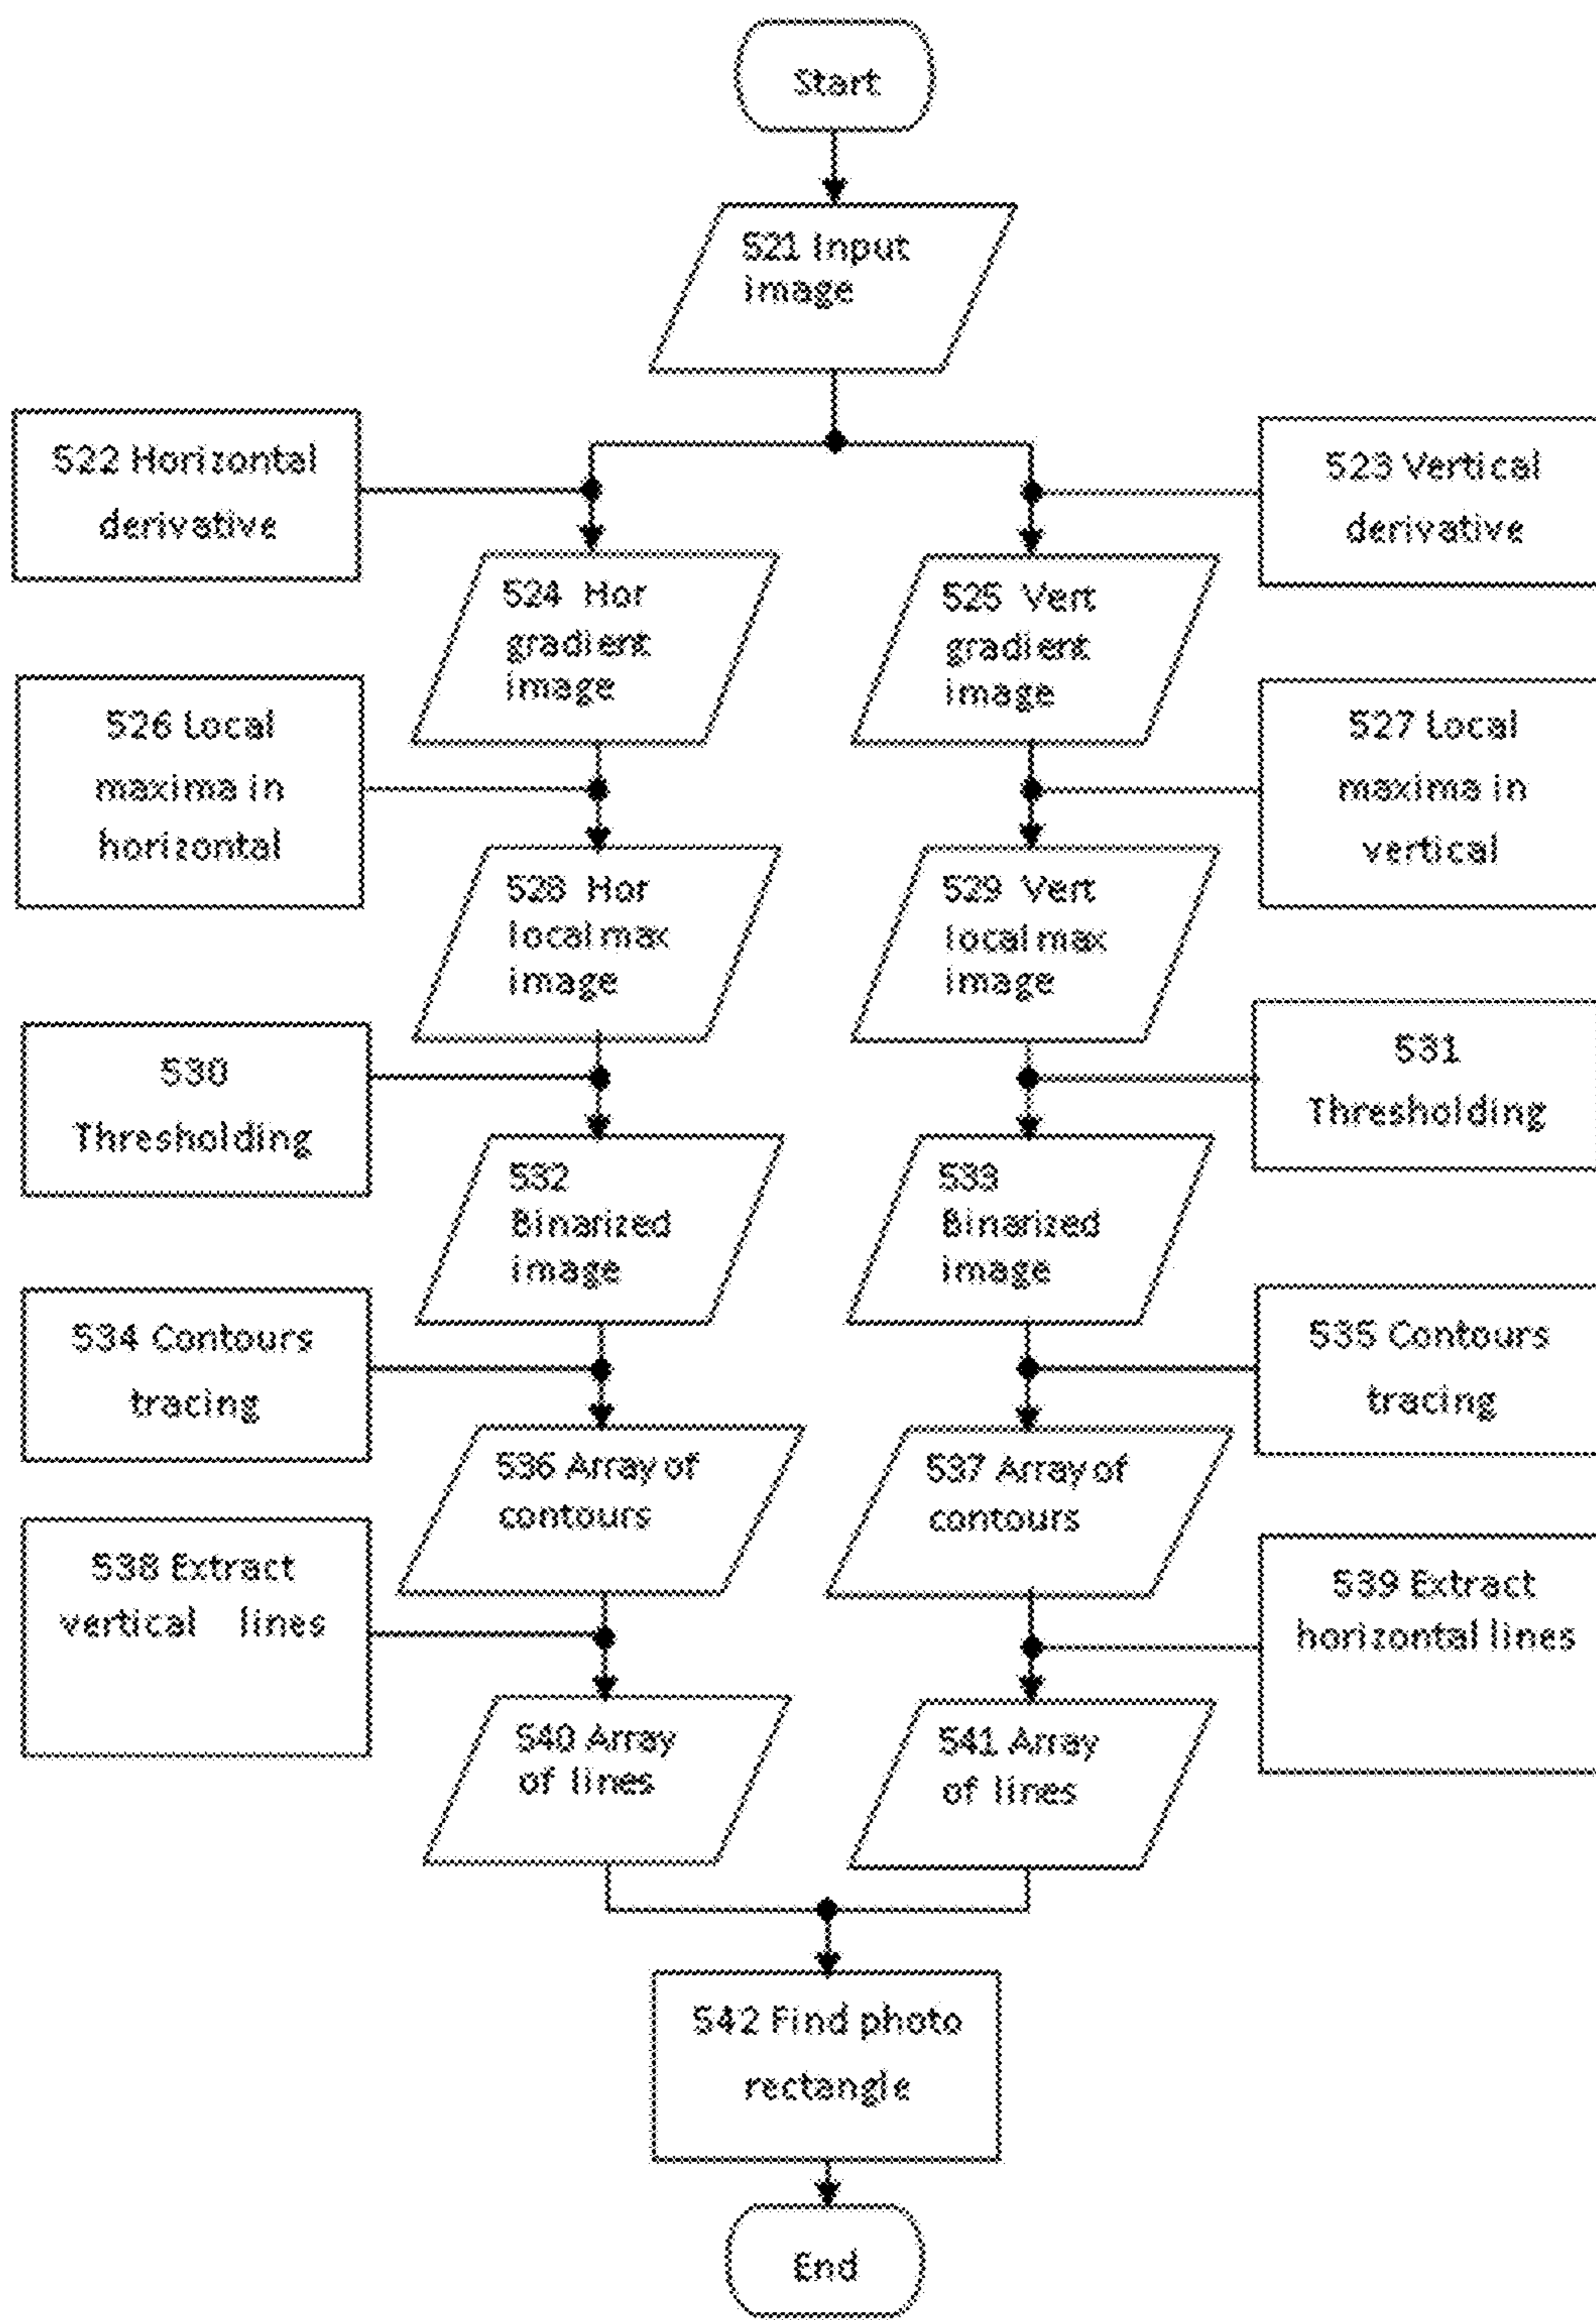 Start
521 Input
image
522 Horizontal
derivative
523 Vertical
derivative
524 Hor
gradient
image
525 Vert
gradient
image
526 Local
maxima in
horizontal
527 Local
maxima in
vertical
528 Hor
local max
image
529 Vert
local max
image
530
Thresholding
531
Thresholding
532
Binarized
image
533
Binarized
image
534 Contours
tracing
535 Contours
tracing
536 Array of
contours
537 Array of
contours
538 Extract
vertical lines
539 Extract
horizontal lines
540 Array
of lines
541 Array
of lines
542 Find photo
rectangle
End